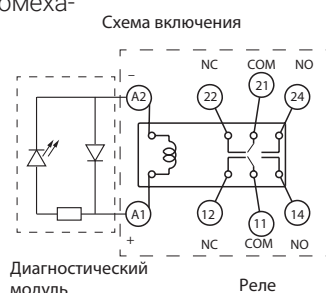 омеха-
Схема включения
NC COM NO
− A2 22 21 24
A1 12 11 14
+ NC COM NO
Диагностический
модуль
Реле